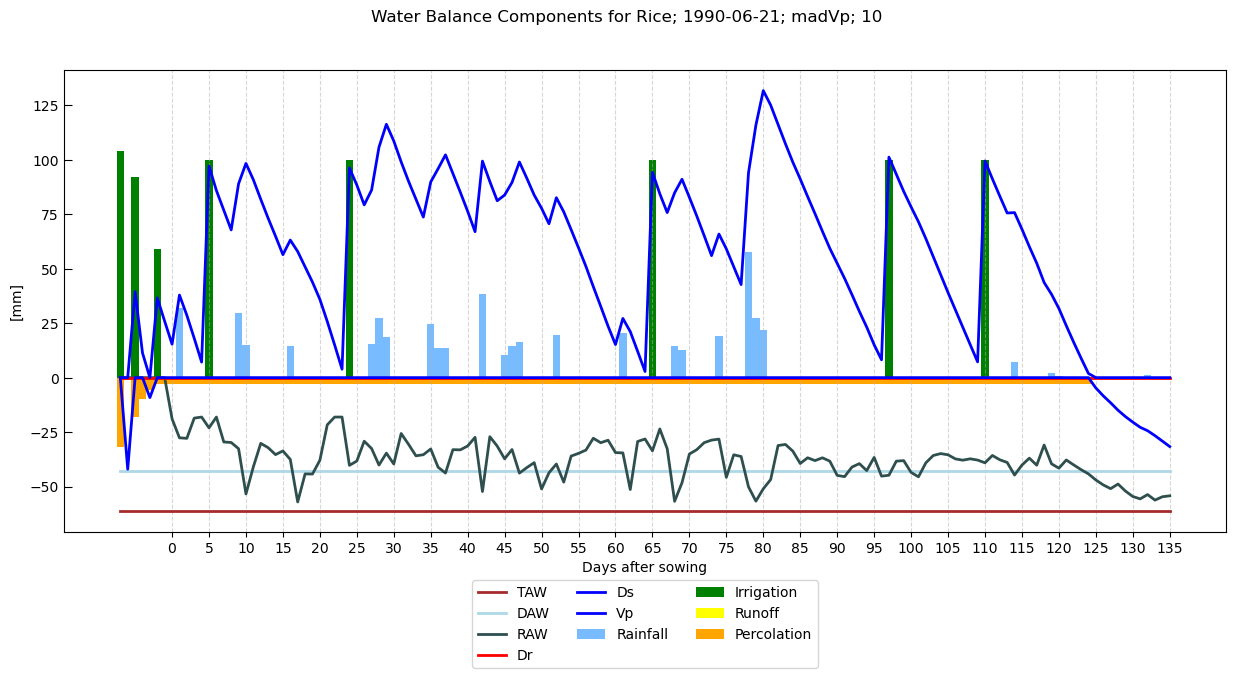 Water Balance Components for Rice; 1990-06-21; madVp; 10
125
100
75
50
25
0
−25
−50
[mm]
0 5 10 15 20 25 30 35 40 45 50 55 60 65 70 75 80 85 90 95 100 105 110 115 120 125 130 135
Days after sowing
TAW Ds Irrigation
DAW Vp Runoff
RAW Rainfall Percolation
Dr